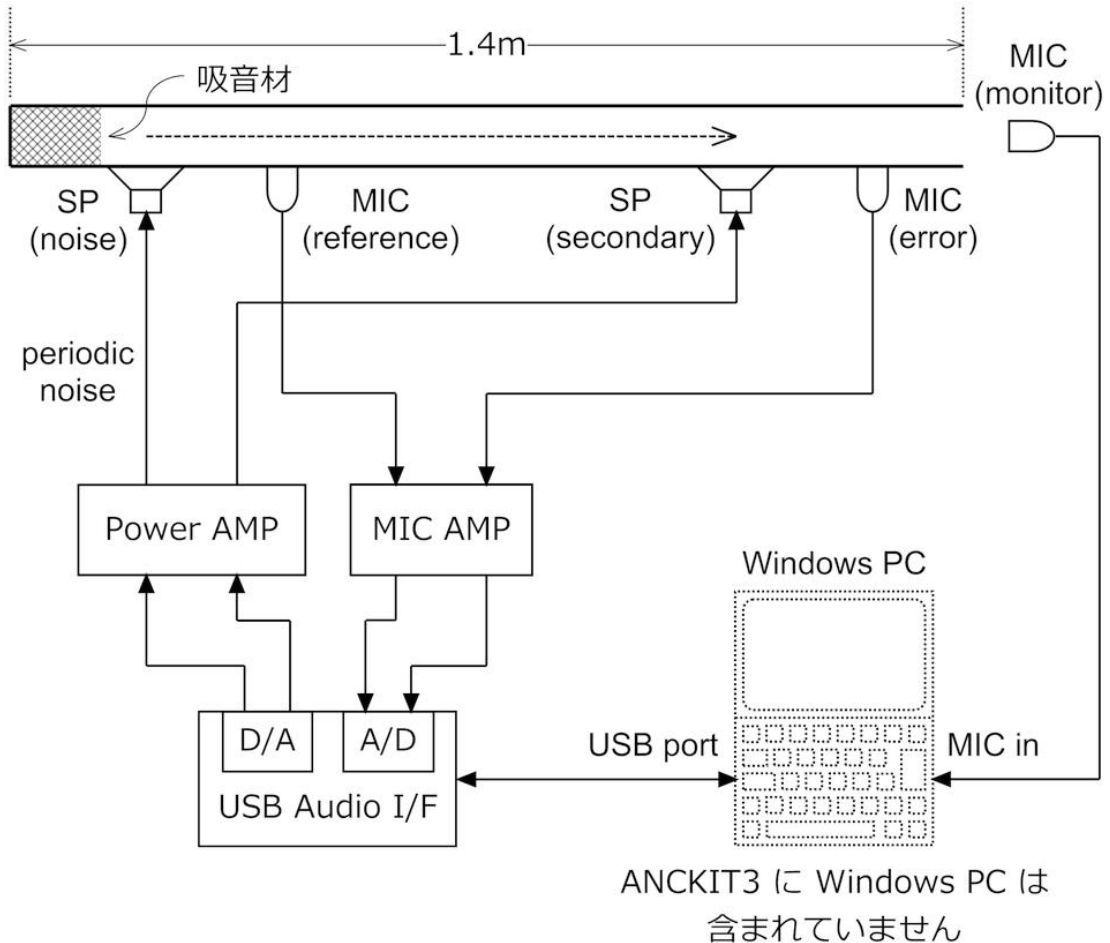 1.4m
吸音材
MIC
(monitor)
SP
(noise)
MIC
(reference)
SP
(secondary)
MIC
(error)
periodic
noise
Power AMP
MIC AMP
Windows PC
D/A
A/D
USB Audio I/F
USB port
MIC in
ANCKIT3 に Windows PC は
含まれていません